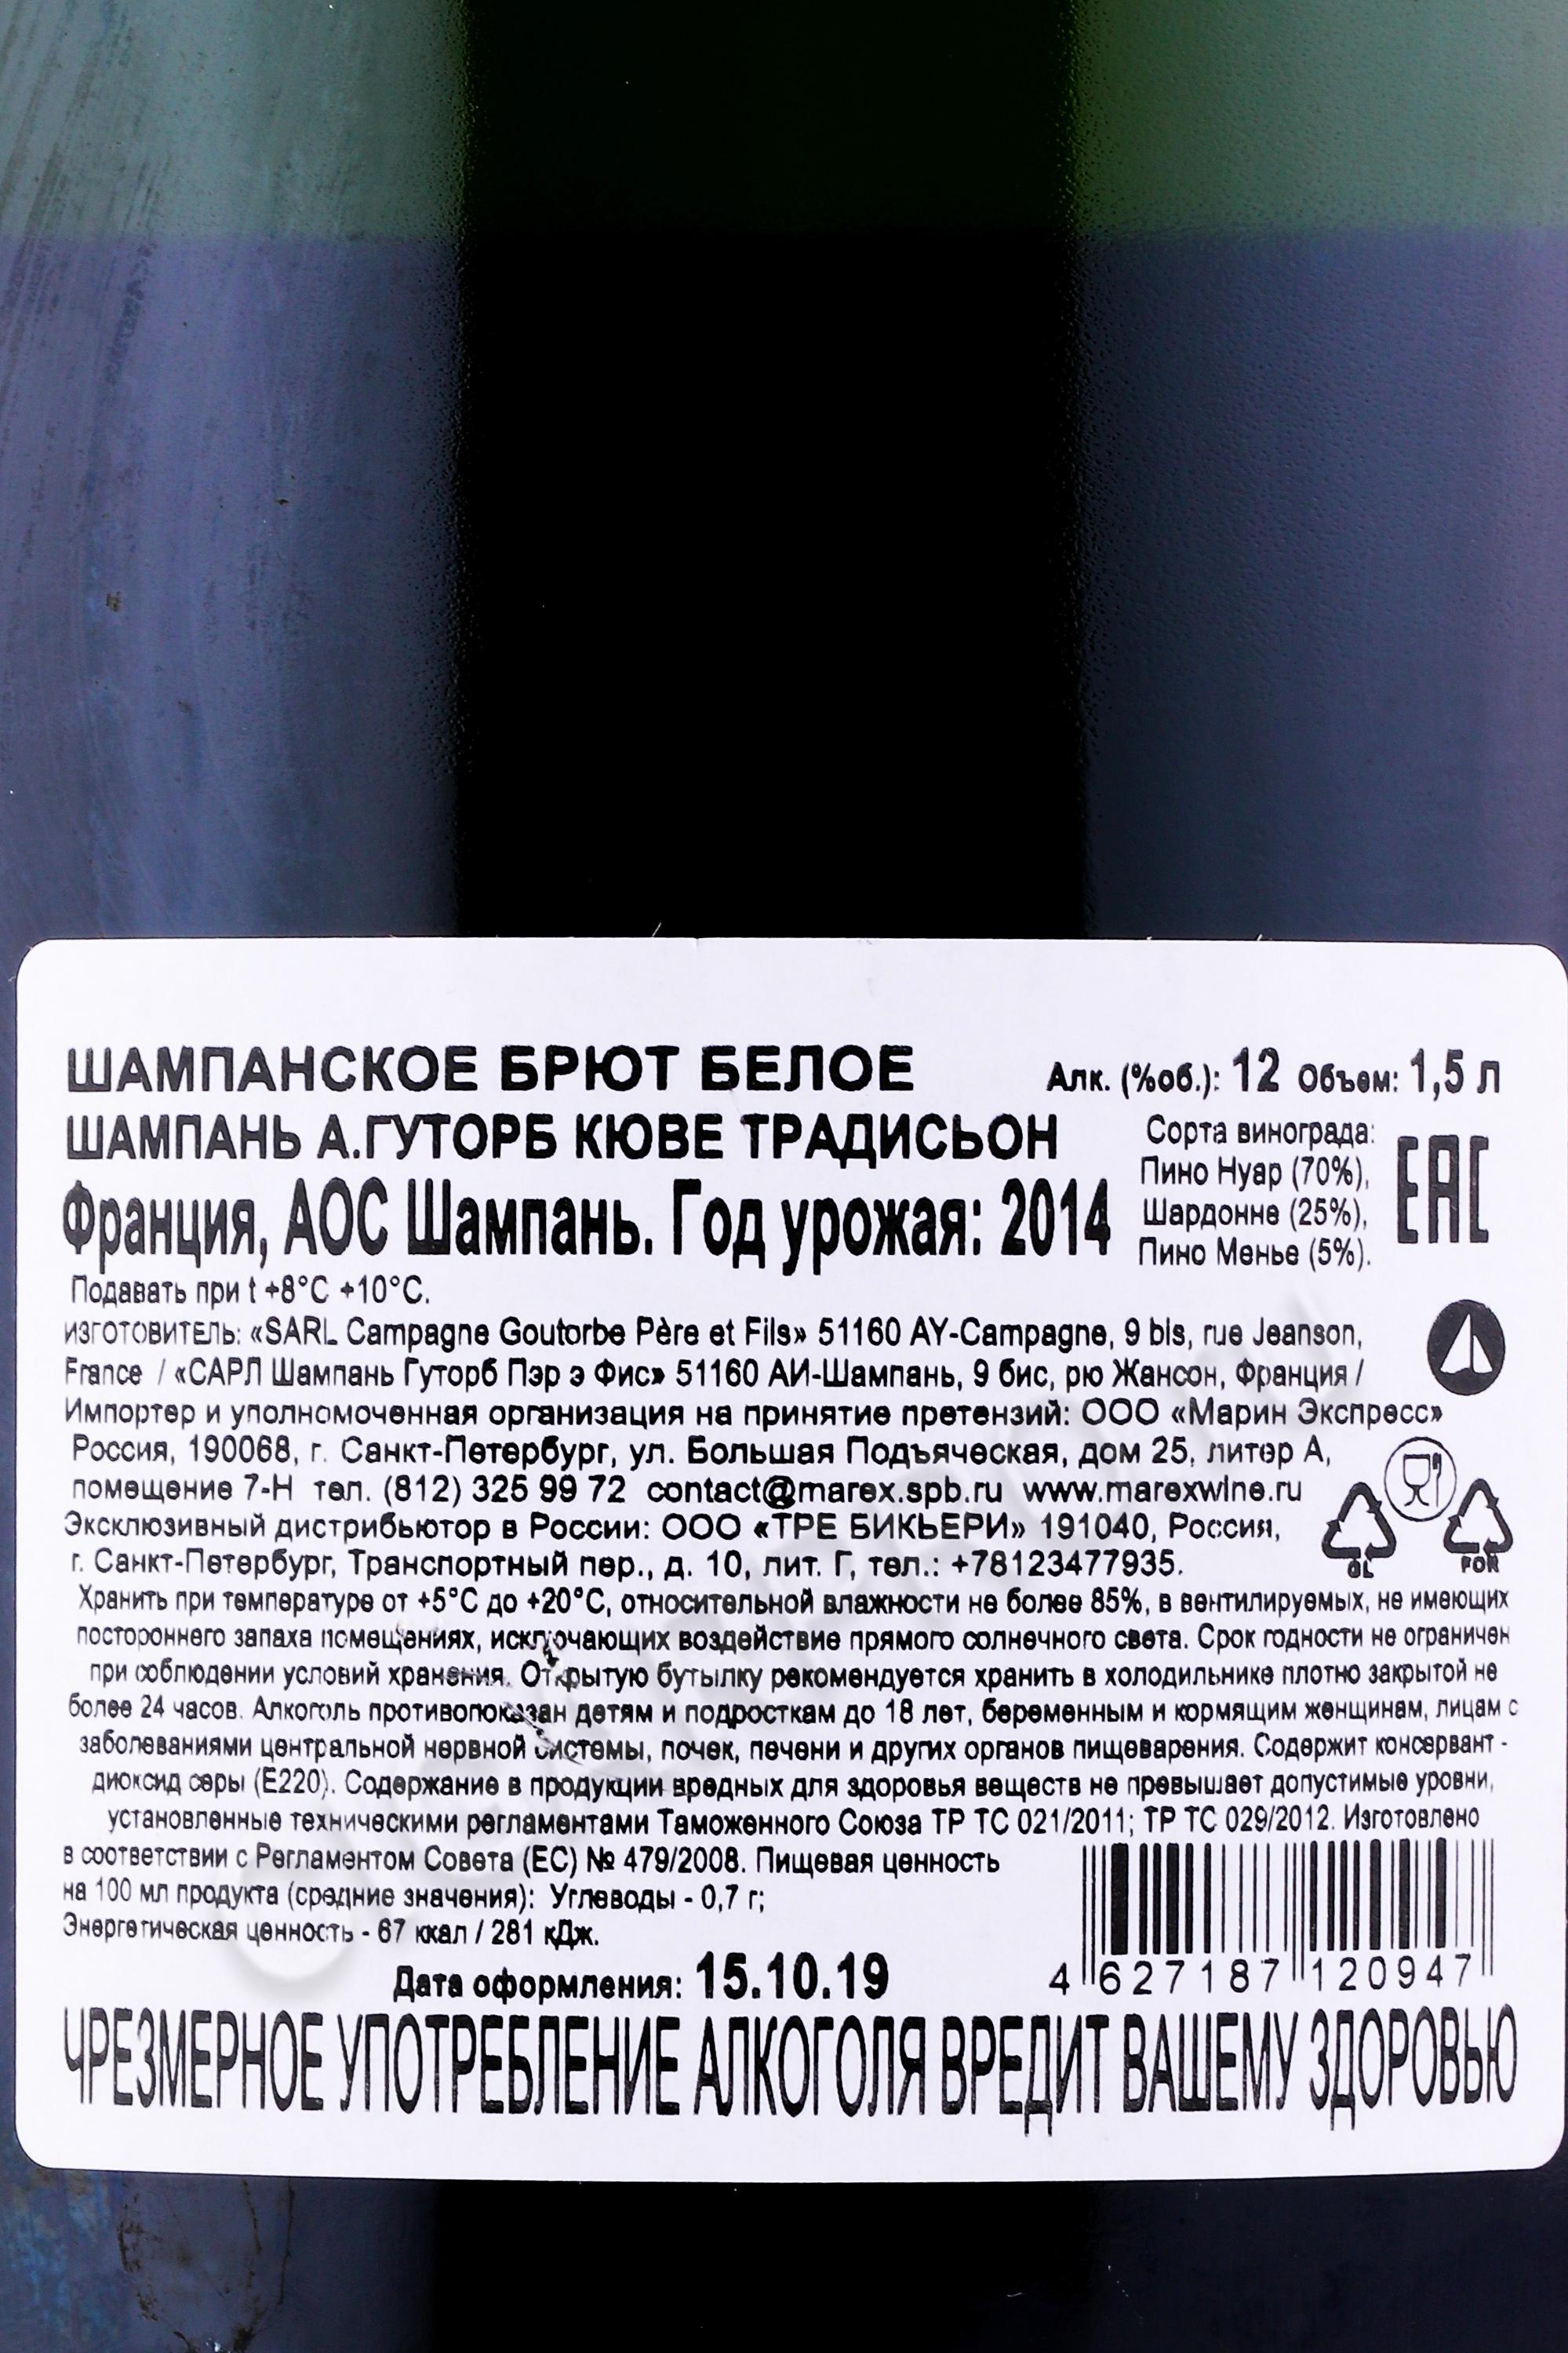 ШАМПАНСКОЕ БРЮТ БЕЛОЕ
Алк. (%об.): 12 Объем: 1,5 л
ШАМПАНЬ А.ГУТОРБ КЮВЕ ТРАДИСЬОН
Франция, АОС Шампань. Год урожая: 2014
Сорта винограда:
Пино Нуар (70%),
Шардонне (25%),
Пино Менье (5%).
EAC
Подавать при t +8°C +10°C.
ИЗГОТОВИТЕЛЬ: «SARL Campagne Goutorbe Père et Fils» 51160 AY-Campagne, 9 bis, rue Jeanson,
France / «САРЛ Шампань Гуторб Пэр э Фис» 51160 АИ-Шампань, 9 бис, рю Жансон, Франция /
Импортер и уполномоченная организация на принятие претензий: ООО «Марин Экспресс»
Россия, 190068, г. Санкт-Петербург, ул. Большая Подъяческая, дом 25, литер А,
помещение 7-Н тел. (812) 325 99 72 contact@marex.spb.ru www.marexwine.ru
Эксклюзивный дистрибьютор в России: ООО «ТРЕ БИКЬЕРИ» 191040, Россия,
г. Санкт-Петербург, Транспортный пер., д. 10, лит. Г, тел.: +78123477935.
GL
FOR
Хранить при температуре от +5°C до +20°C, относительной влажности не более 85%, в вентилируемых, не имеющих
постороннего запаха помещениях, исключающих воздействие прямого солнечного света. Срок годности не ограничен
при соблюдении условий хранения. Открытую бутылку рекомендуется хранить в холодильнике плотно закрытой не
более 24 часов. Алкоголь противопоказан детям и подросткам до 18 лет, беременным и кормящим женщинам, лицам с
заболеваниями центральной нервной системы, почек, печени и других органов пищеварения. Содержит консервант -
диоксид серы (Е220). Содержание в продукции вредных для здоровья веществ не превышает допустимые уровни,
установленные техническими регламентами Таможенного Союза ТР ТС 021/2011; ТР ТС 029/2012. Изготовлено
в соответствии с Регламентом Совета (ЕС) № 479/2008. Пищевая ценность
на 100 мл продукта (средние значения): Углеводы - 0,7 г;
Энергетическая ценность - 67 ккал / 281 кДж.
Дата оформления: 15.10.19
4 627187 120947
ЧРЕЗМЕРНОЕ УПОТРЕБЛЕНИЕ АЛКОГОЛЯ ВРЕДИТ ВАШЕМУ ЗДОРОВЬЮ